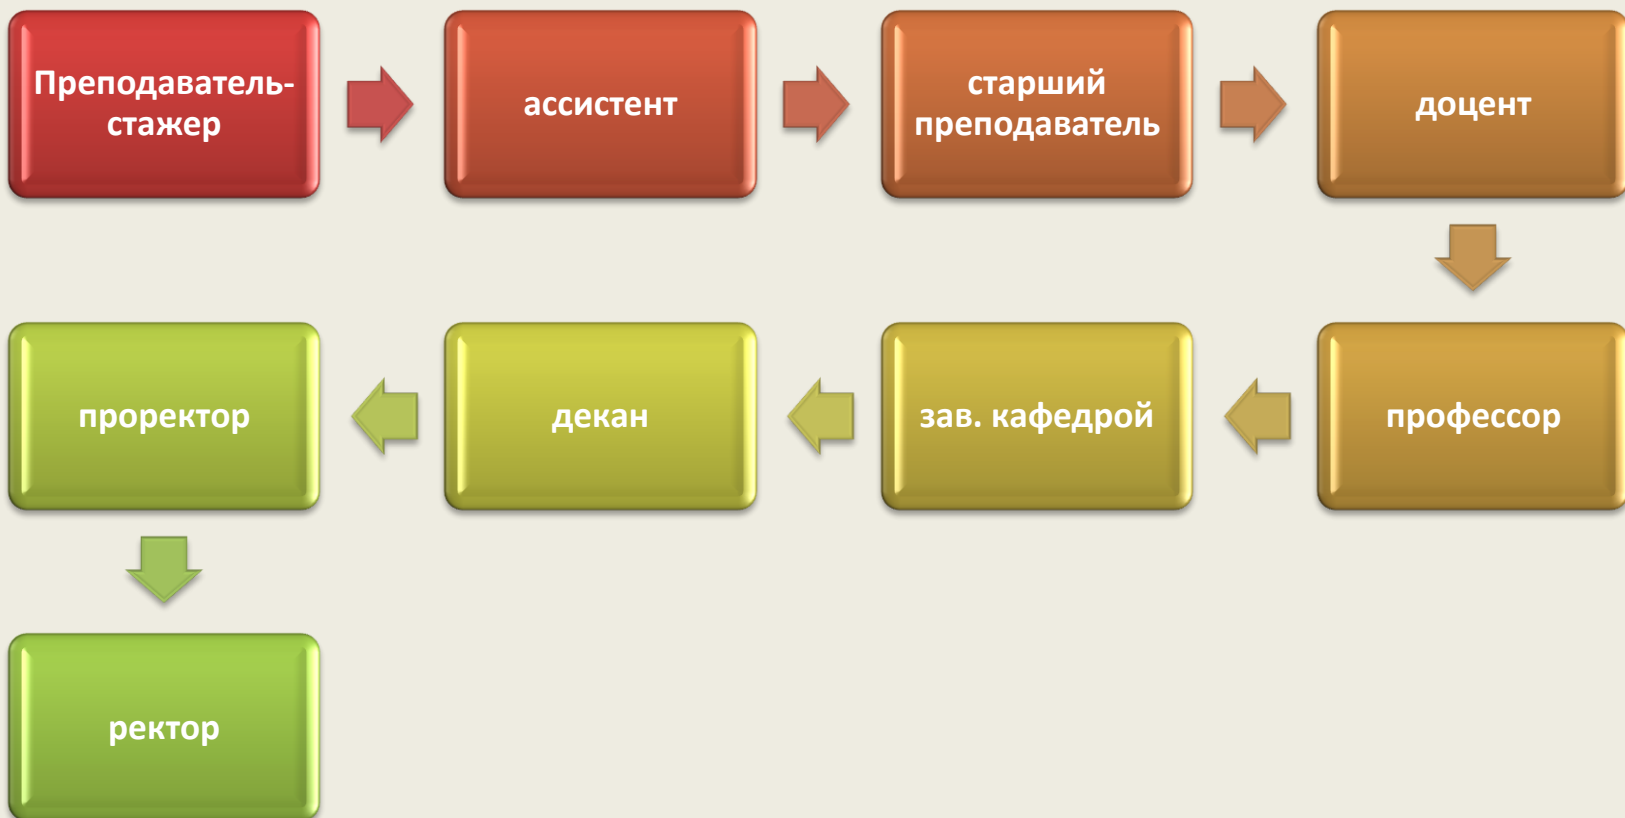 Преподаватель-
стажер
ассистент
старший
преподаватель
доцент
профессор
зав. кафедрой
декан
проректор
ректор